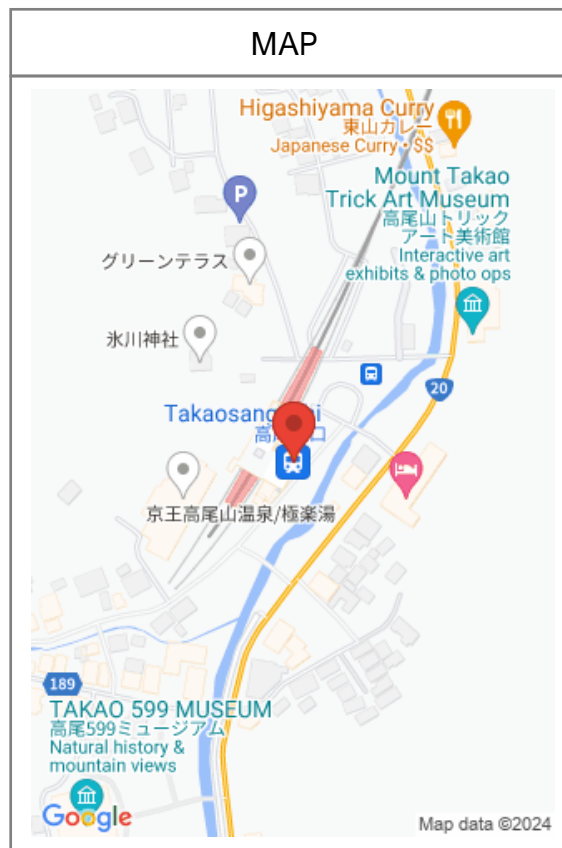 MAP
Higashiyama Curry
東山カレー
Japanese Curry・$$
Mount Takao
Trick Art Museum
高尾山トリック
アート美術館
Interactive art
exhibits & photo ops
P
グリーンテラス
氷川神社
20
京王高尾山温泉/極楽湯
189
TAKAO 599 MUSEUM
高尾599ミュージアム
Natural history &
mountain views
Google
Map data ©2024